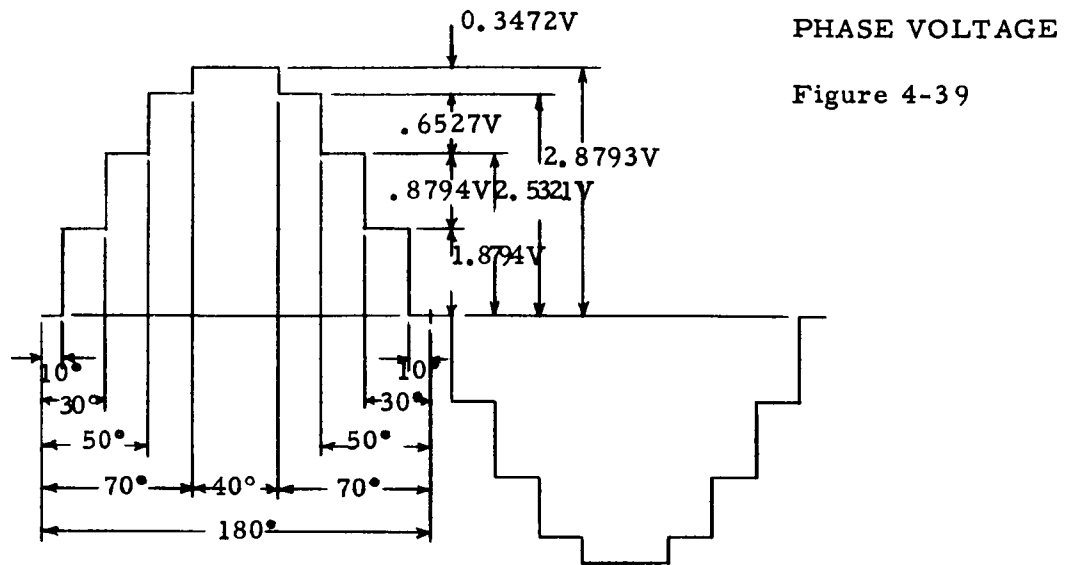 0.3472V
PHASE VOLTAGE
Figure 4-39
.6527V
2.8793V
.8794V
2.5321V
1.8794V
10°
10°
30°
30°
50°
50°
70°
40°
70°
180°